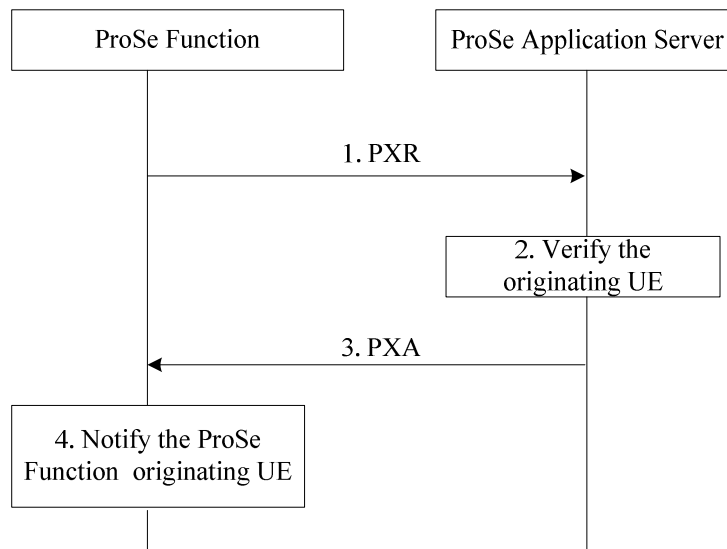 ProSe Function
ProSe Application Server
1. PXR
2. Verify the
originating UE
3. PXA
4. Notify the ProSe
Function originating UE